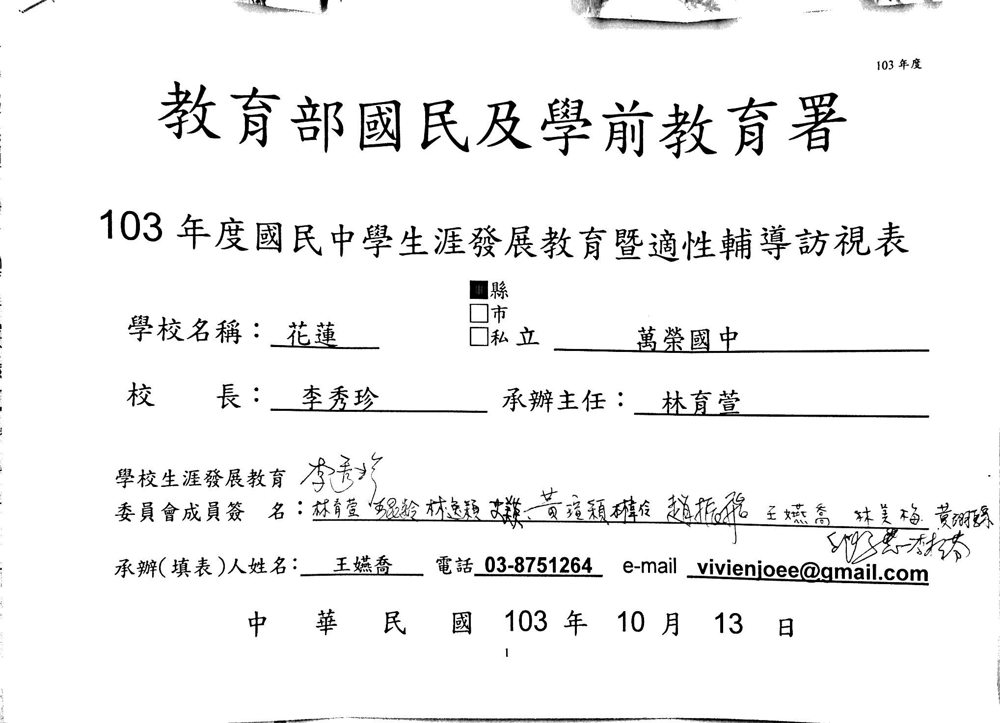 103 年度
教育部國民及學前教育署
103 年度國民中學生涯發展教育暨適性輔導訪視表
■縣
□市
學校名稱：花蓮 □私立 萬榮國中
校 長：李秀珍 承辦主任：林育萱
學校生涯發展教育 李秀珍
委員會成員簽 名：林育萱 林逸穎 黃瑄穎 林韋伶 趙振 王嬿喬 林美梅
承辦(填表)人姓名：王嬿喬 電話 03-8751264 e-mail vivienjoee@gmail.com
中 華 民 國 103 年 10 月 13 日
1